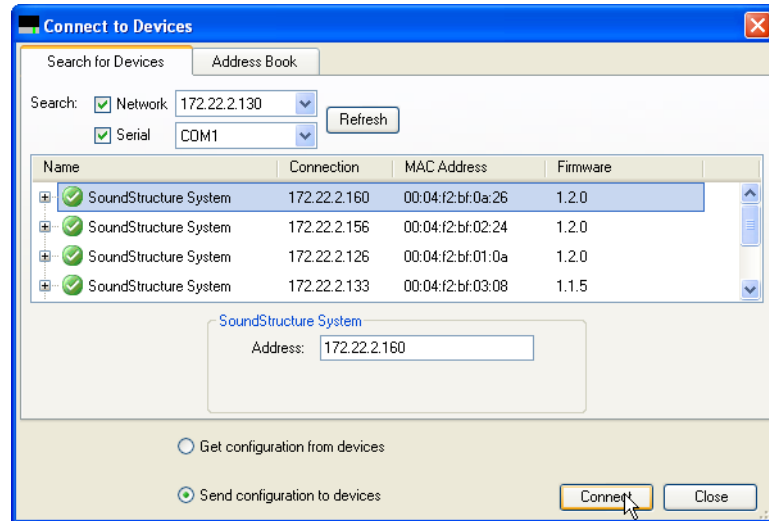 Connect to Devices
Search for Devices Address Book
Search: Network 172.22.2.130 Refresh
Serial COM1
Name Connection MAC Address Firmware
SoundStructure System 172.22.2.160 00:04:f2:bf:0a:26 1.2.0
SoundStructure System 172.22.2.156 00:04:f2:bf:02:24 1.2.0
SoundStructure System 172.22.2.126 00:04:f2:bf:01:0a 1.2.0
SoundStructure System 172.22.2.133 00:04:f2:bf:03:08 1.1.5
SoundStructure System
Address: 172.22.2.160
Get configuration from devices
Send configuration to devices Connect Close